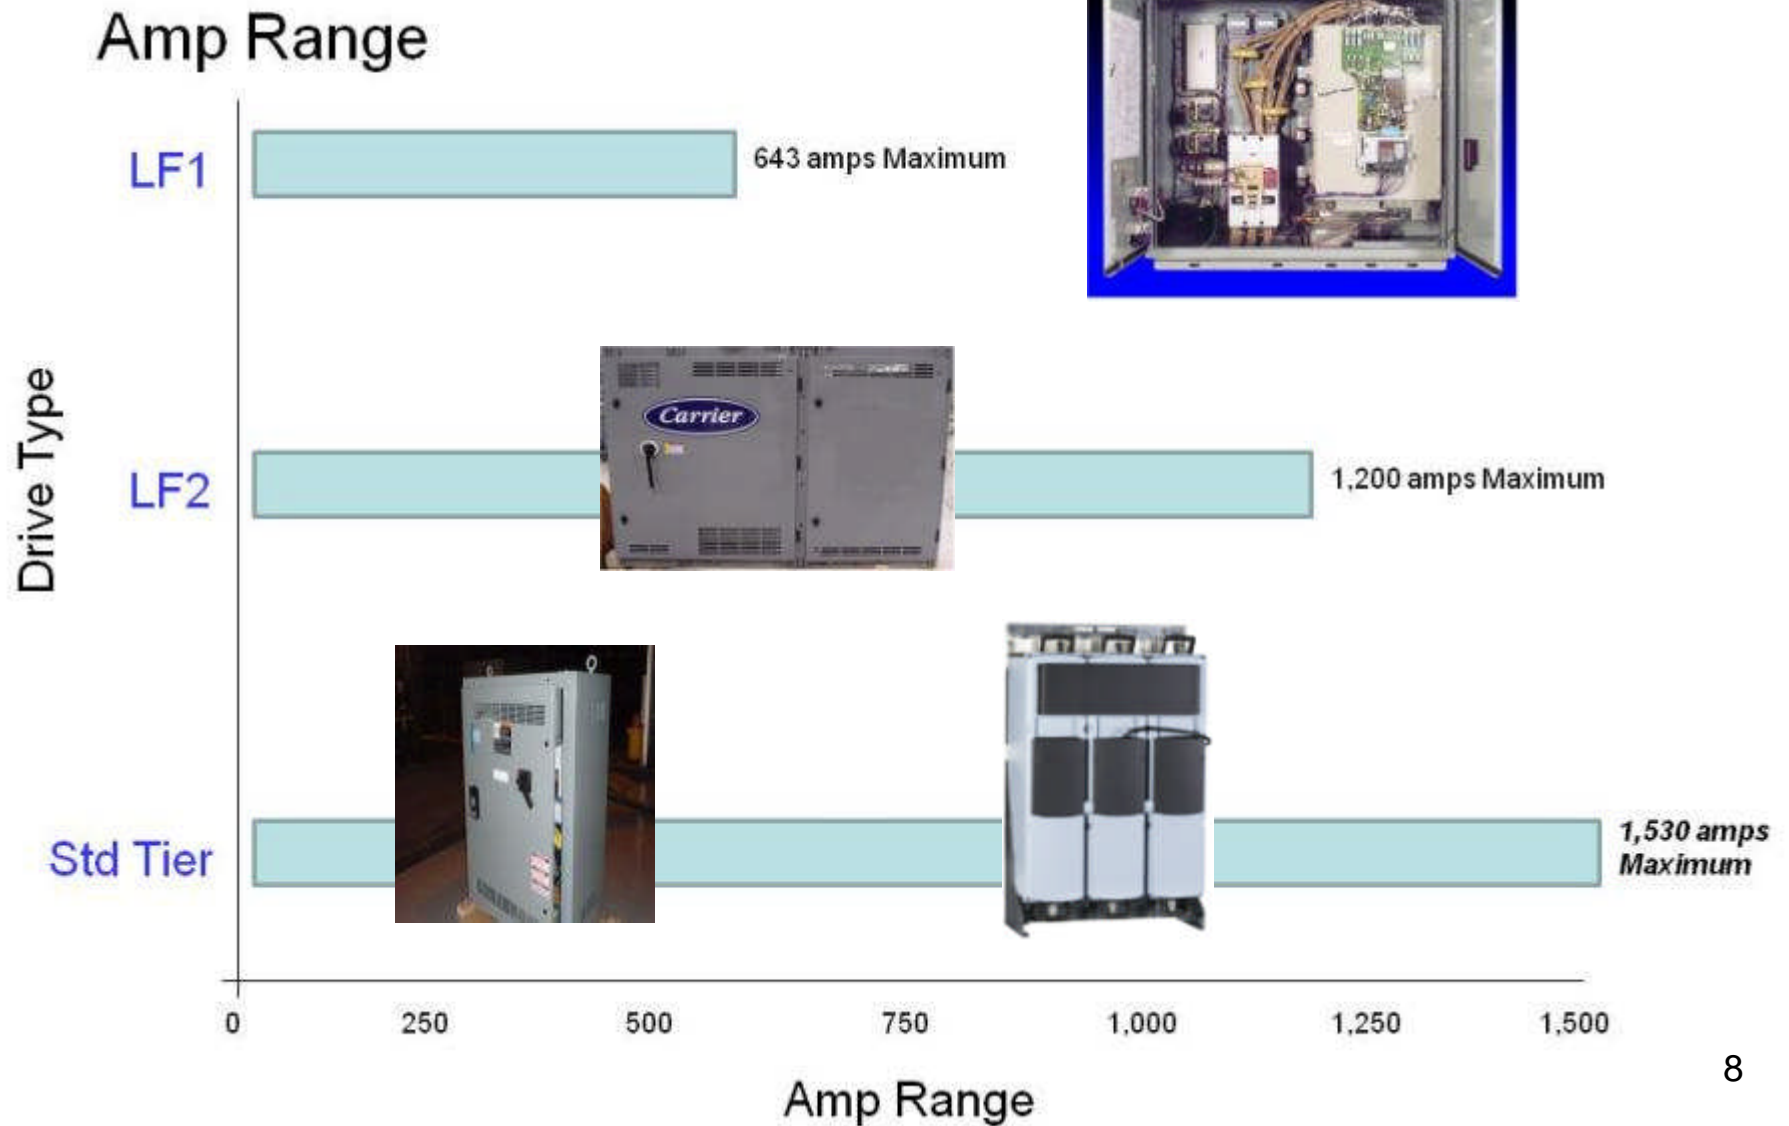 Amp Range
LF1
643 amps Maximum
Carrier
Drive Type
LF2
1,200 amps Maximum
Std Tier
1,530 amps
Maximum
0 250 500 750 1,000 1,250 1,500
8
Amp Range